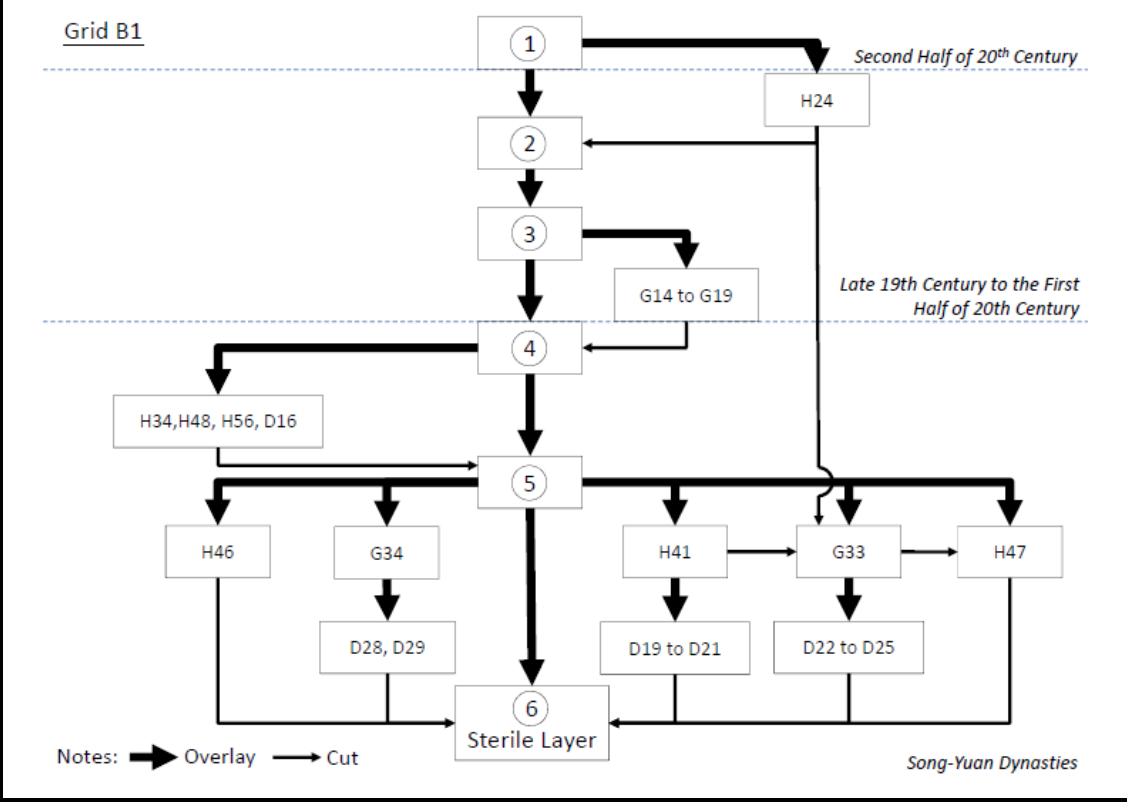 Grid B1
1
Second Half of 20th Century
H24
2
3
G14 to G19
Late 19th Century to the First
Half of 20th Century
4
H34,H48, H56, D16
5
H46
G34
H41
G33
H47
D28, D29
D19 to D21
D22 to D25
6
Sterile Layer
Notes: Overlay Cut
Song-Yuan Dynasties